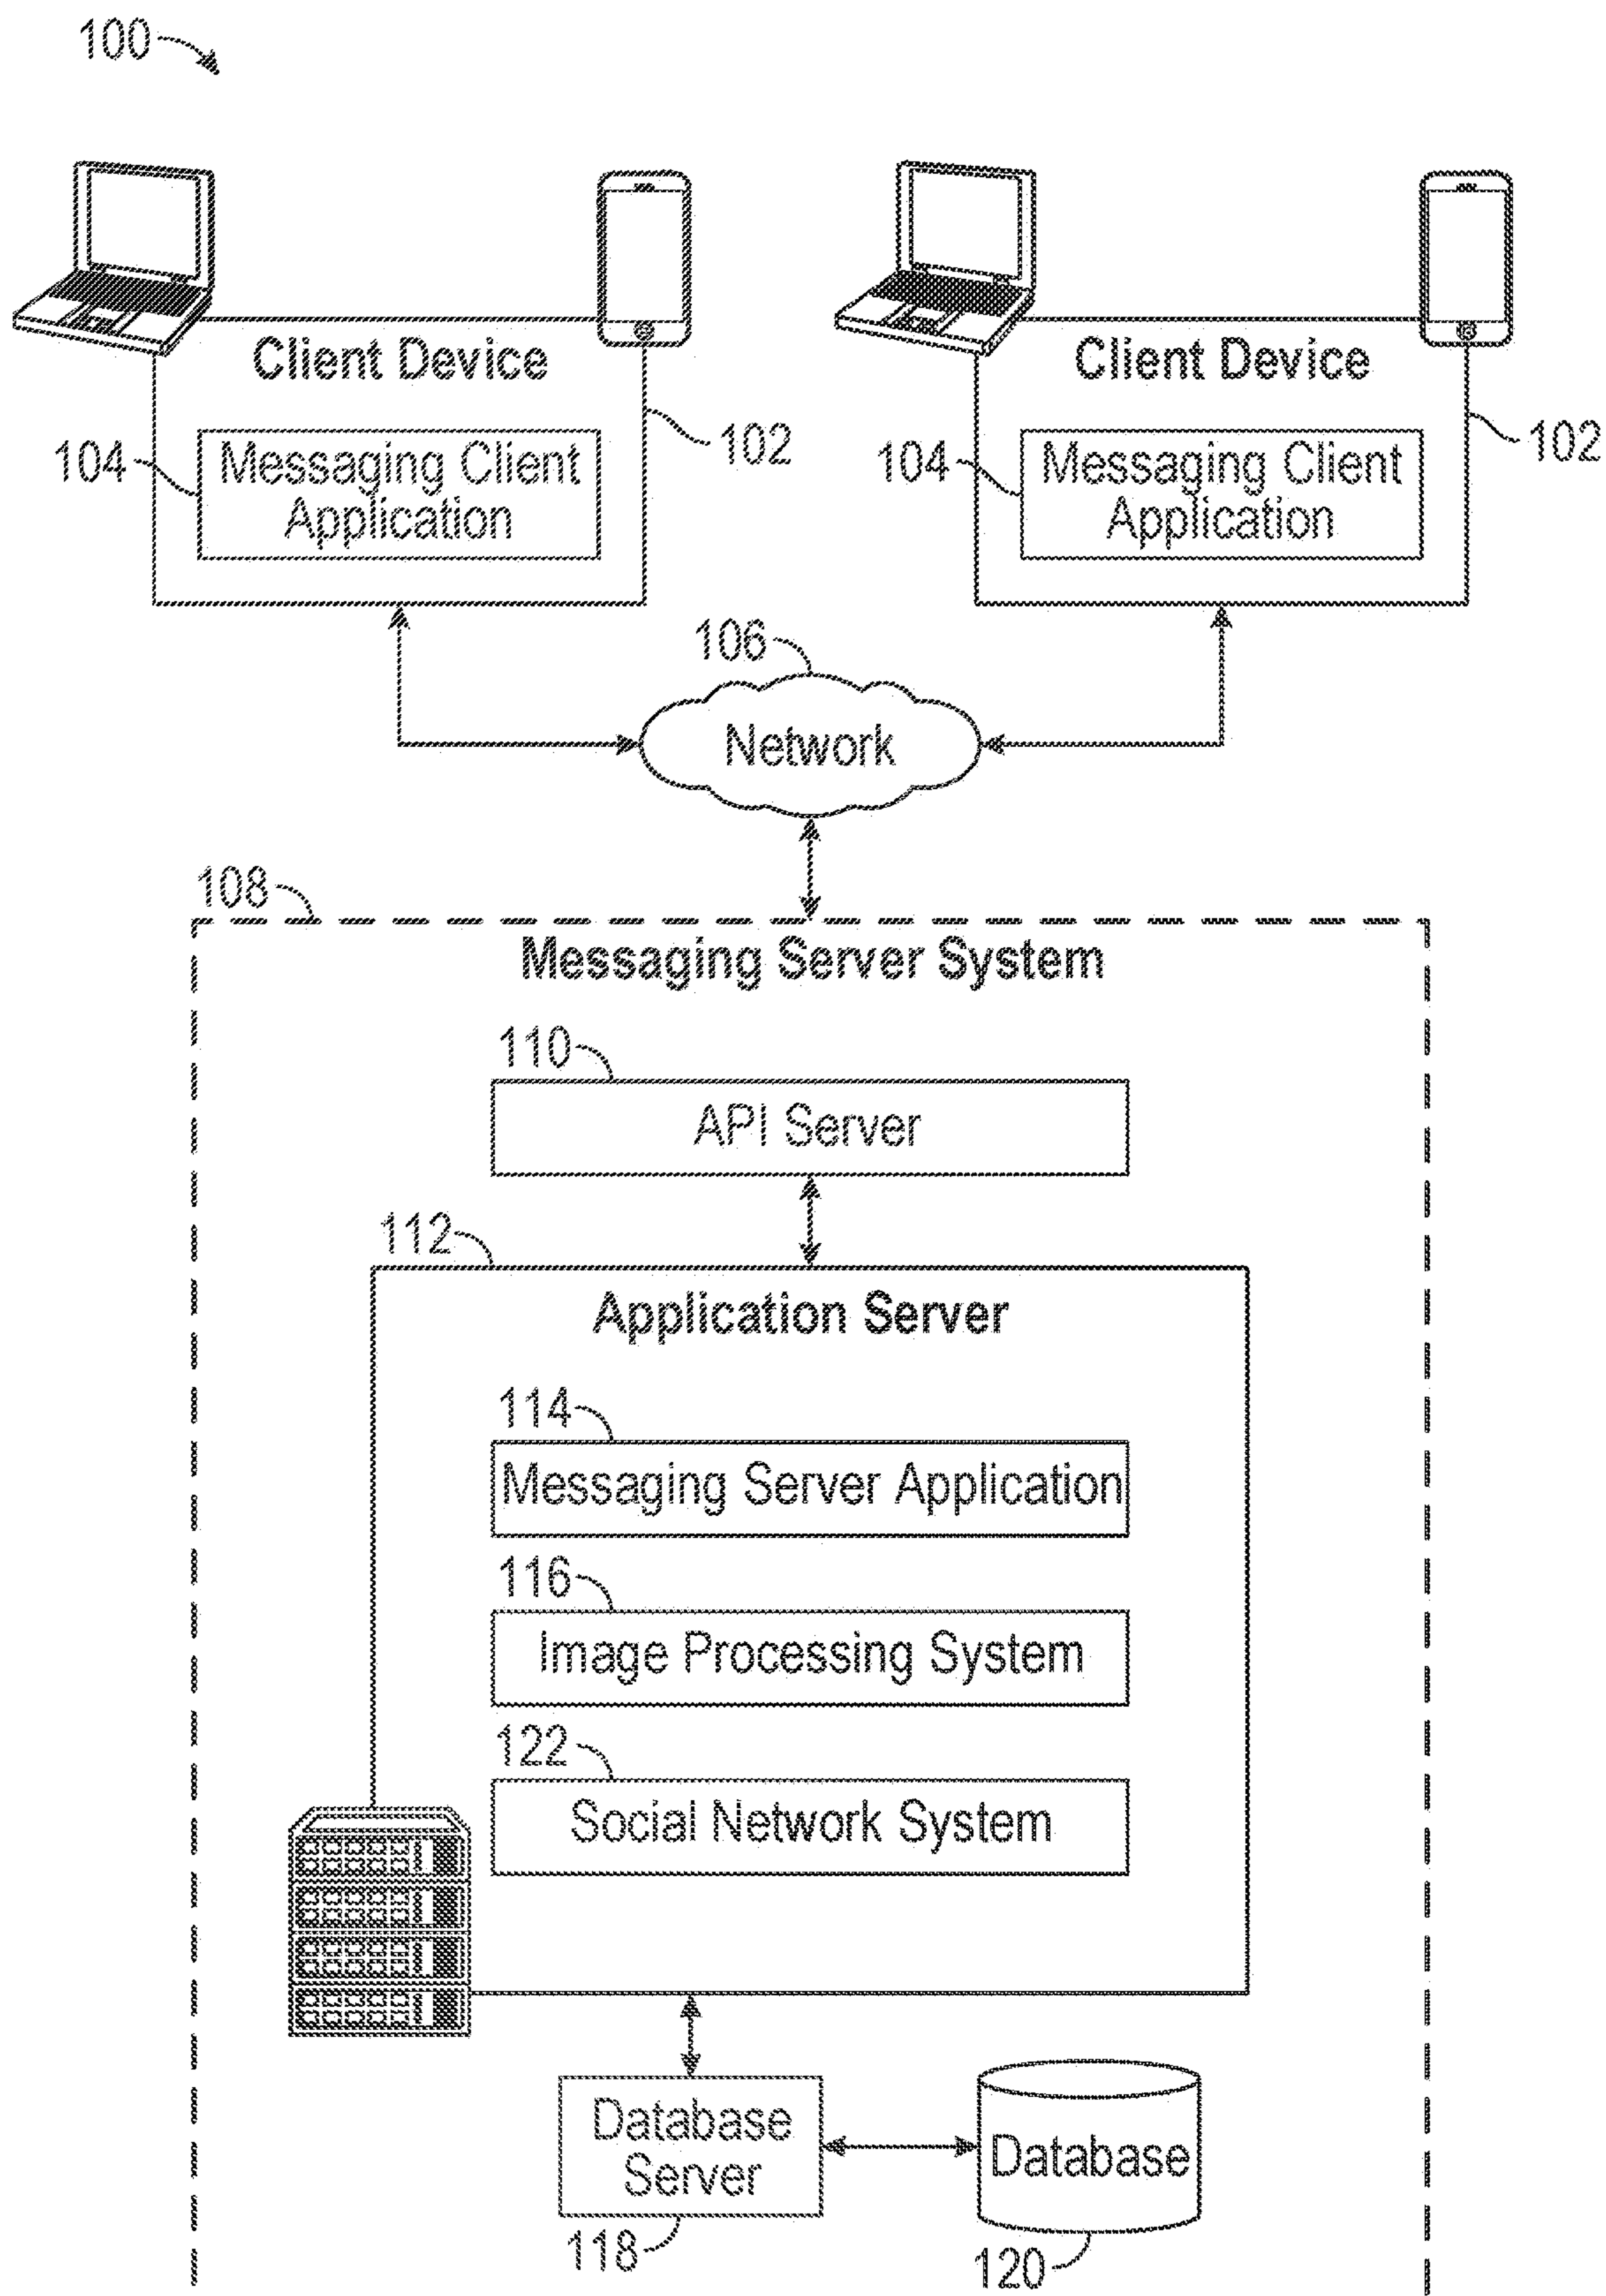 100
Client Device
102
104
Messaging Client
Application
Client Device
102
104
Messaging Client
Application
106
Network
108
Messaging Server System
110
API Server
112
Application Server
114
Messaging Server Application
116
Image Processing System
122
Social Network System
Database
Server
118
Database
120